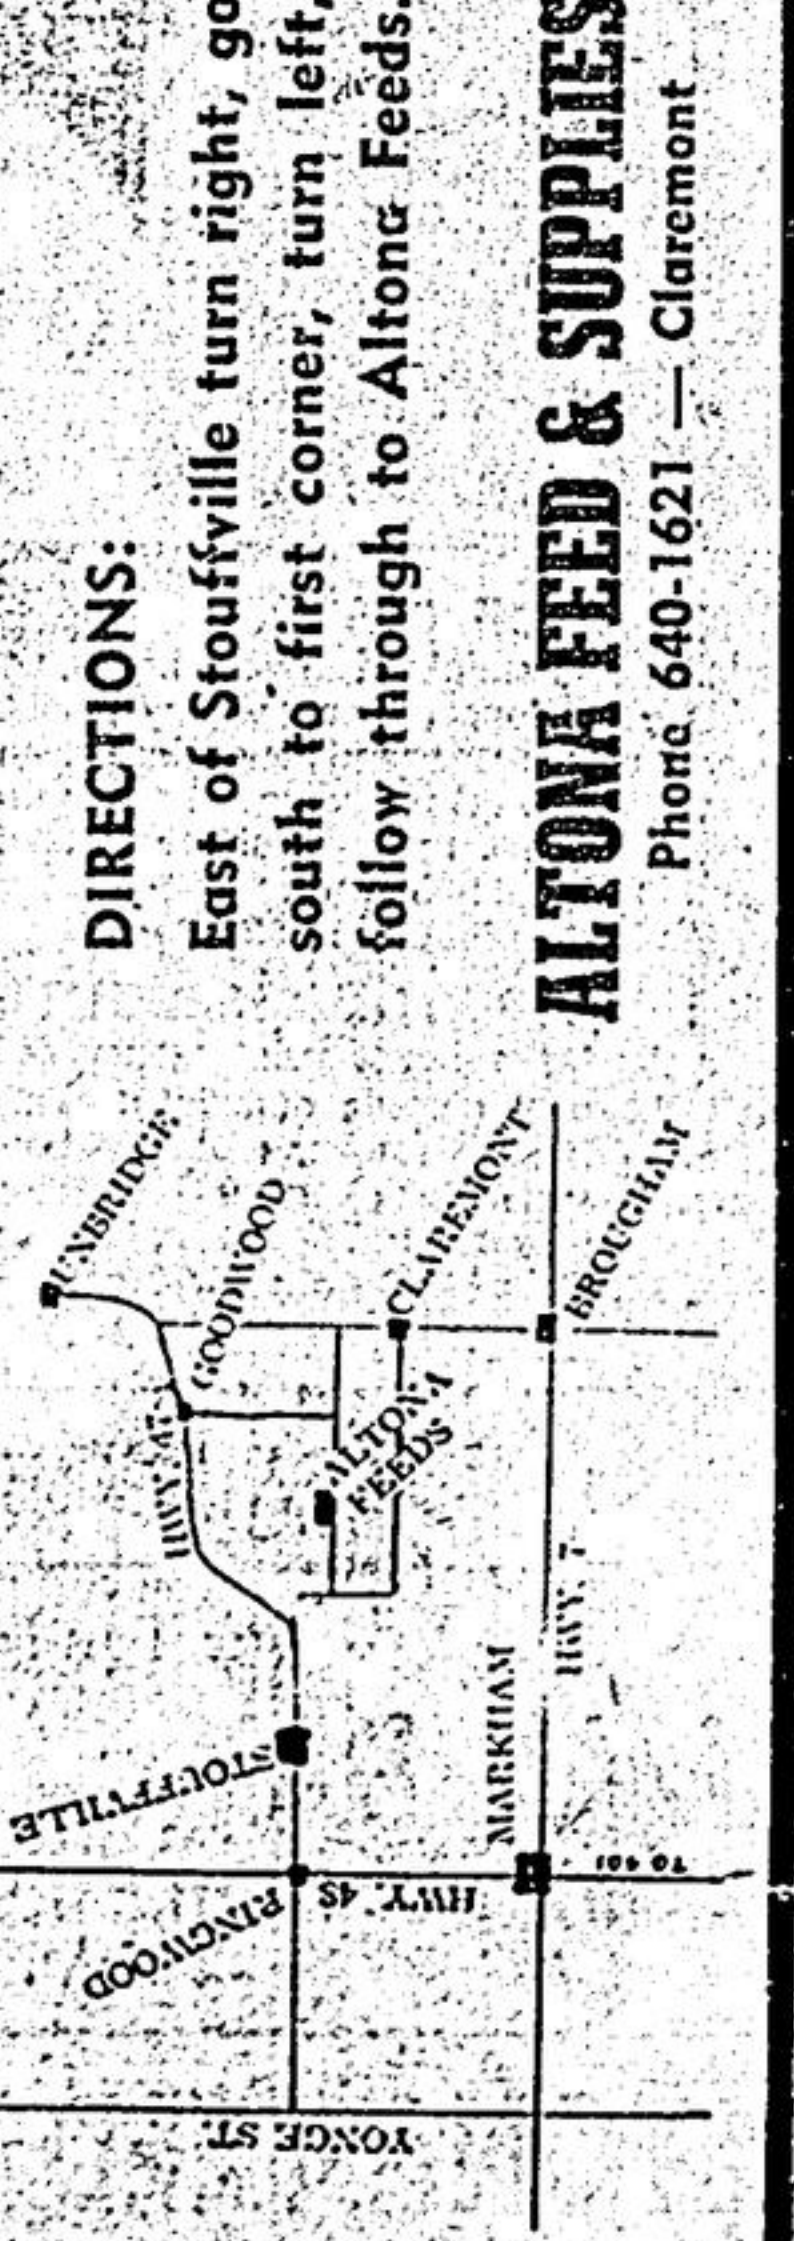 DIRECTIONS:
East of Stouffville turn right, go
south to first corner, turn left,
follow through to Altona Feeds.
ALTONA FEED & SUPPLIES
Phone 640-1621 — Claremont
UXBRIDGE
GOODWOOD
HWY. 47
CLAREMONT
ALTONA
FEEDS
BROUGHAM
HWY. 7
MARKHAM
STOUFFVILLE
RINGWOOD
HWY. 48
TO 401
YONGE ST.